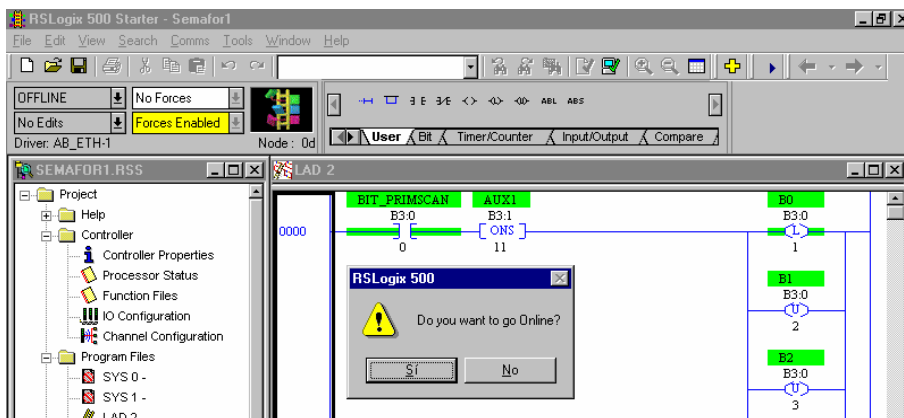 RSLogix 500 Starter - Semafor1
File Edit View Search Comms Tools Window Help
OFFLINE No Forces
No Edits Forces Enabled
Driver: AB_ETH-1 Node : 0d
ABL ABS
User Bit Timer/Counter Input/Output Compare
SEMAFOR1.RSS
Project
Help
Controller
Controller Properties
Processor Status
Function Files
IO Configuration
Channel Configuration
Program Files
SYS 0 -
SYS 1 -
LAD 2
LAD 2
BIT_PRIMSCAN AUX1 B0
B3:0 B3:1 B3:0
0000 ONS L
0 11 1
B1
B3:0
U
2
B2
B3:0
U
3
RSLogix 500
Do you want to go Online?
Sí No